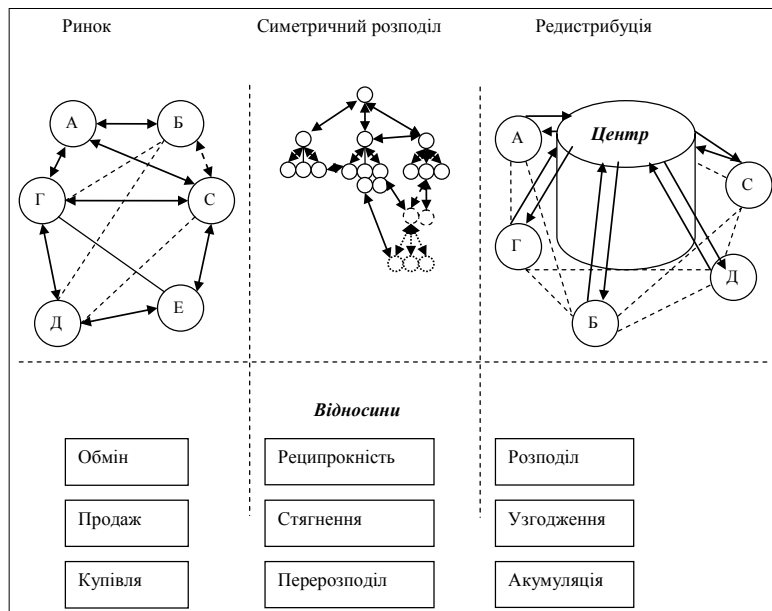 Ринок
Симетричний розподіл
Редистрибуція
А
Б
Г
С
Д
Е
А
Центр
С
Г
Д
Б
Відносини
Обмін
Реципрокність
Розподіл
Продаж
Стягнення
Узгодження
Купівля
Перерозподіл
Акумуляція